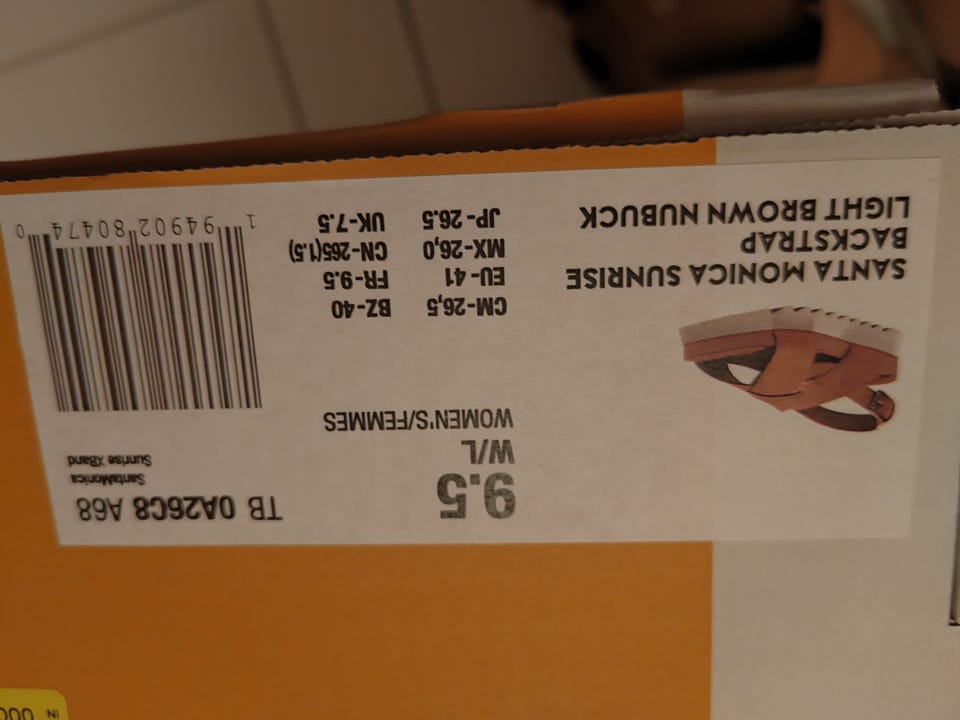 SANTA MONICA SUNRISE
BACKSTRAP
LIGHT BROWN NUBUCK
9.5
W/L
WOMEN'S/FEMMES
CM-26,5 BZ-40
EU-41 FR-9.5
MX-26,0 CN-265(1.5)
JP-26.5 UK-7.5
TB 0A26C8 A68
SantaMonica
Sunrise XBand
1 94902 80474 0
IN